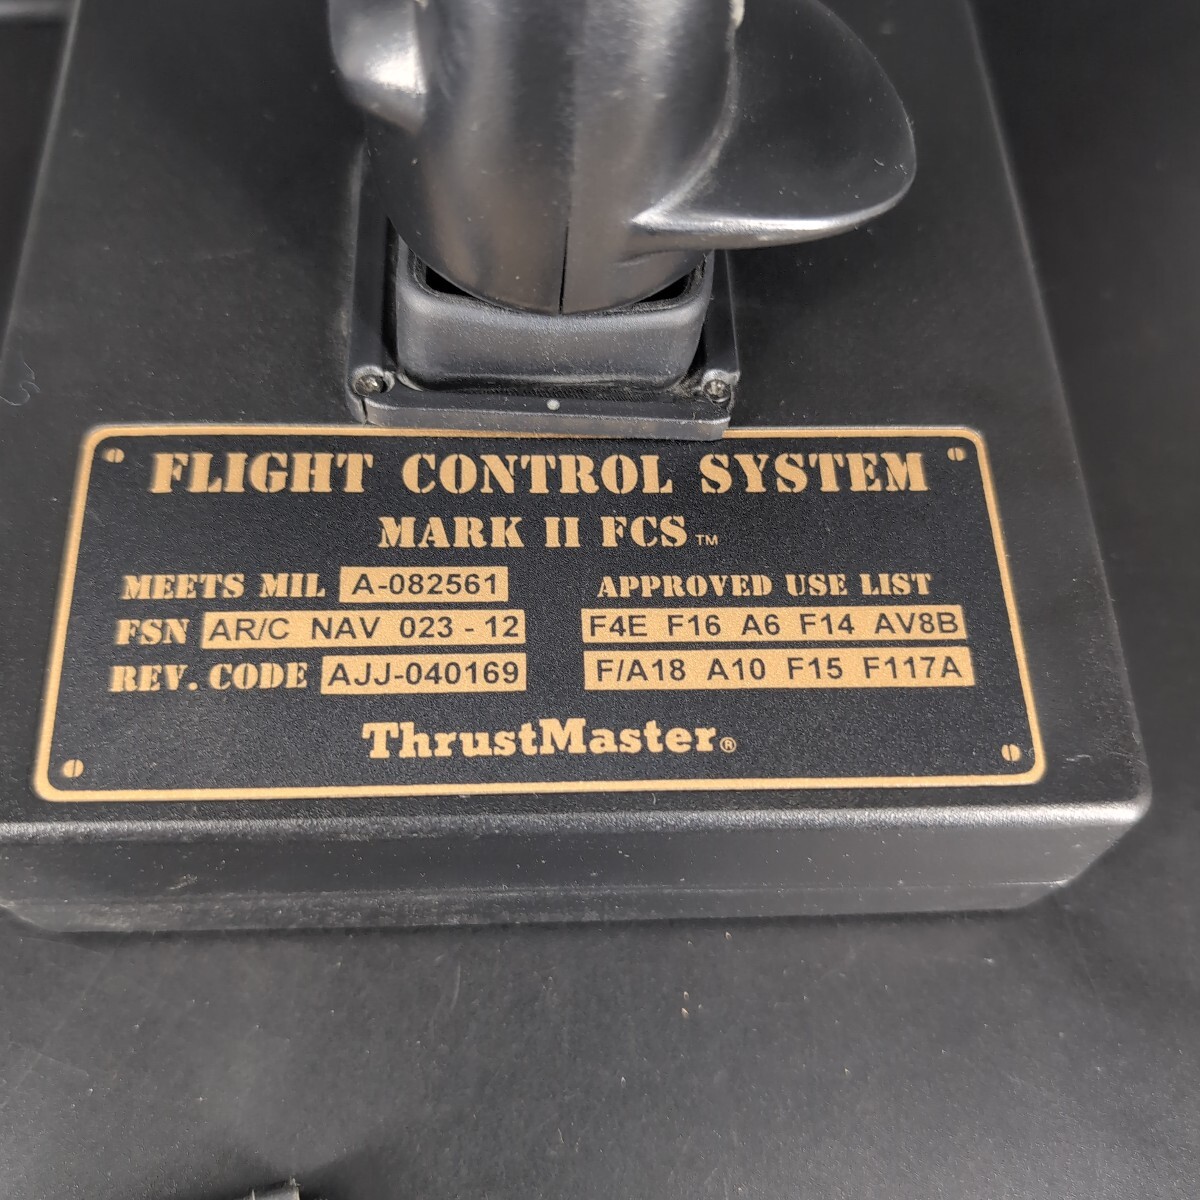 FLIGHT CONTROL SYSTEM
MARK II FCS™
MEETS MIL A-082561
FSN AR/C NAV 023 - 12
REV. CODE AJJ-040169
APPROVED USE LIST
F4E F16 A6 F14 AV8B
F/A18 A10 F15 F117A
ThrustMaster®